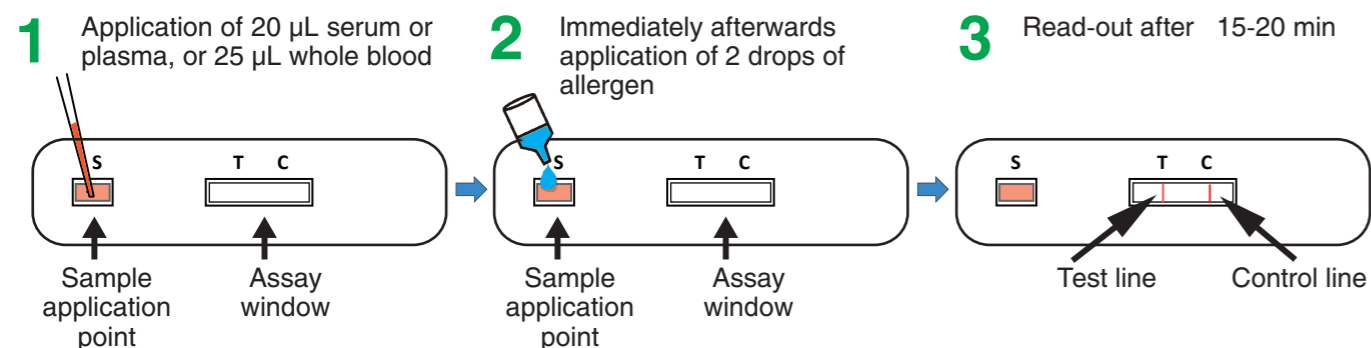 1
Application of 20 µL serum or
plasma, or 25 µL whole blood
S
T C
Sample
application
point
Assay
window
2
Immediately afterwards
application of 2 drops of
allergen
S
T C
Sample
application
point
Assay
window
3
Read-out after 15-20 min
S
T C
Test line
Control line